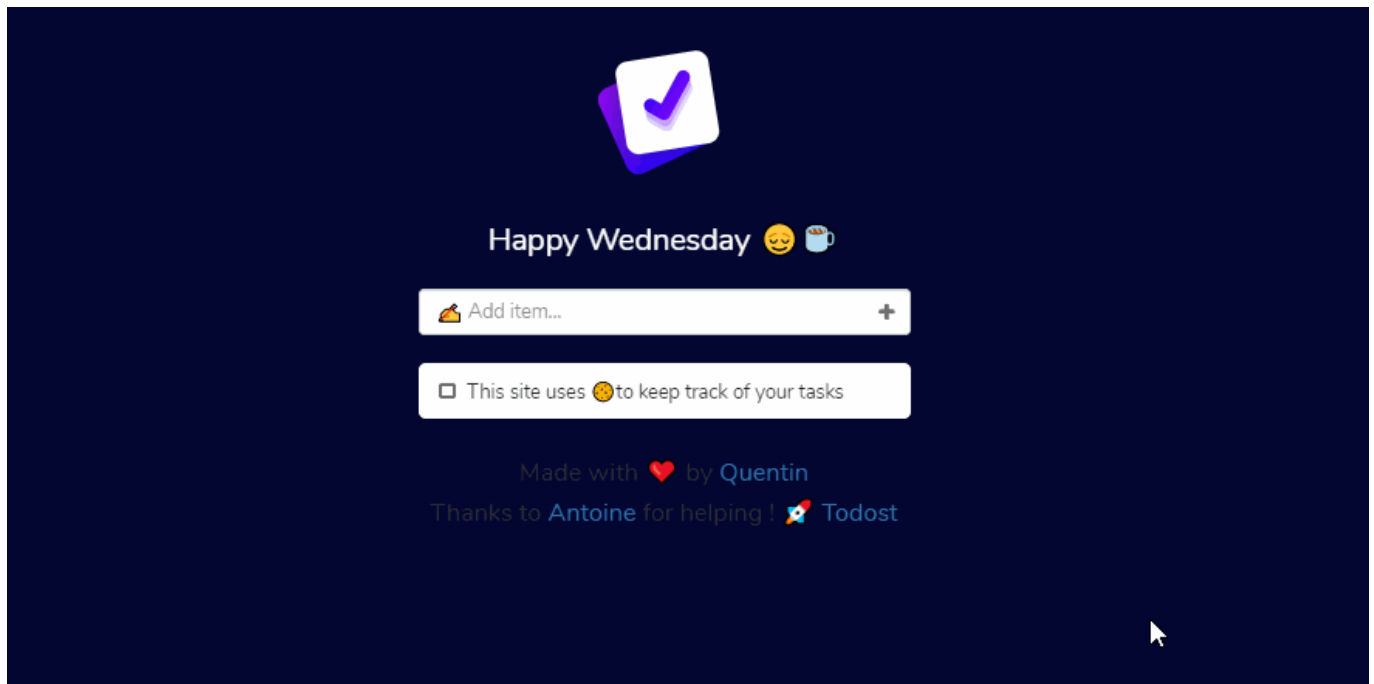 Happy Wednesday 😌☕
✍️ Add item... +
This site uses 🍪to keep track of your tasks
Made with ❤️ by Quentin
Thanks to Antoine for helping ! 🚀 Todost